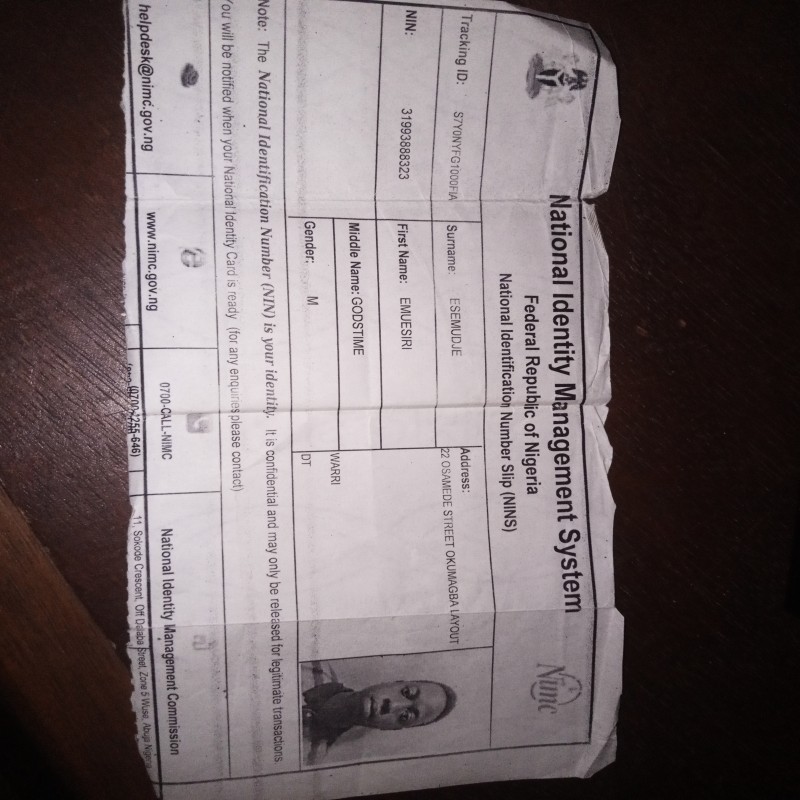 National Identity Management System
Federal Republic of Nigeria
National Identification Number Slip (NINS)
Nimc
Tracking ID: S7Y0NYFG1000FIA
Surname: ESEMUDJE
Address:
22 OSAMEDE STREET OKUMAGBA LAYOUT
NIN: 31993888323
First Name: EMUESIRI
Middle Name: GODSTIME
WARRI
Gender: M
DT
Note: The National Identification Number (NIN) is your identity. It is confidential and may only be released for legitimate transactions.
You will be notified when your National Identity Card is ready (for any enquiries please contact)
helpdesk@nimc.gov.ng
www.nimc.gov.ng
0700-CALL-NIMC
(0700-2255-646)
National Identity Management Commission
11, Sokode Crescent, Off Dalaba Street, Zone 5 Wuse, Abuja Nigeria